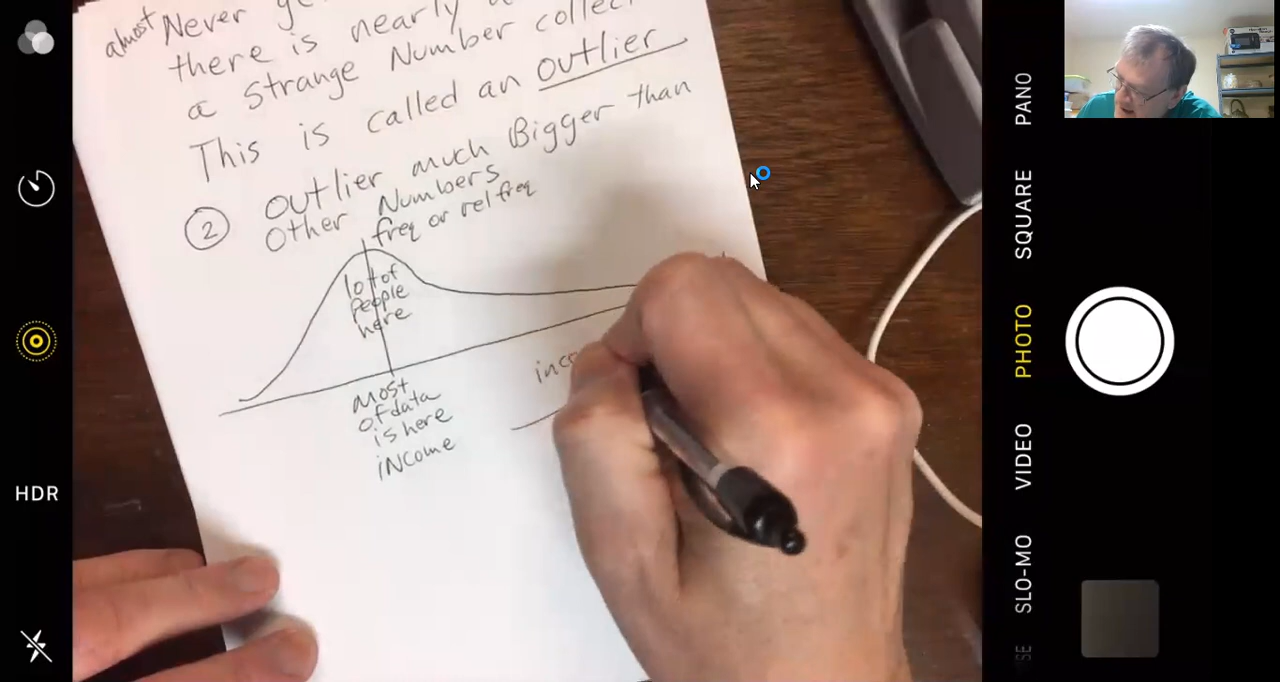 almost Never
there is nearly
a Strange Number
This is called an outlier
② Outlier much Bigger than
Other Numbers
freq or rel freq
lot of
people
here
most
of data
is here
iNcome
HDR
PANO
SQUARE
PHOTO
VIDEO
SLO-MO